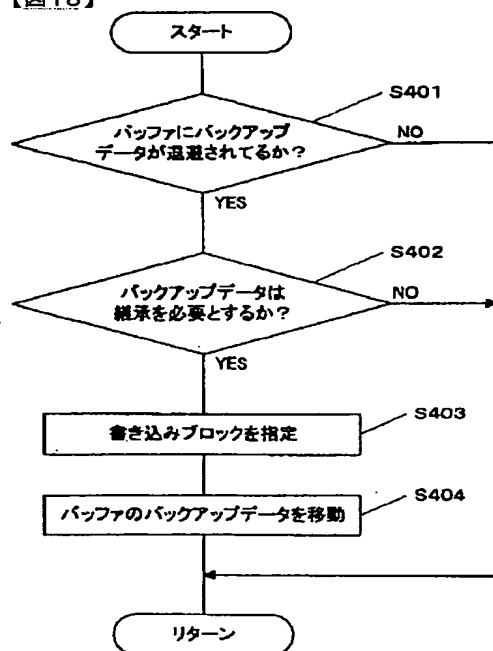 スタート
S401
バッファにバックアップ
データが退避されてるか？
NO
YES
S402
バックアップデータは
継承を必要とするか？
NO
YES
S403
書き込みブロックを指定
S404
バッファのバックアップデータを移動
リターン